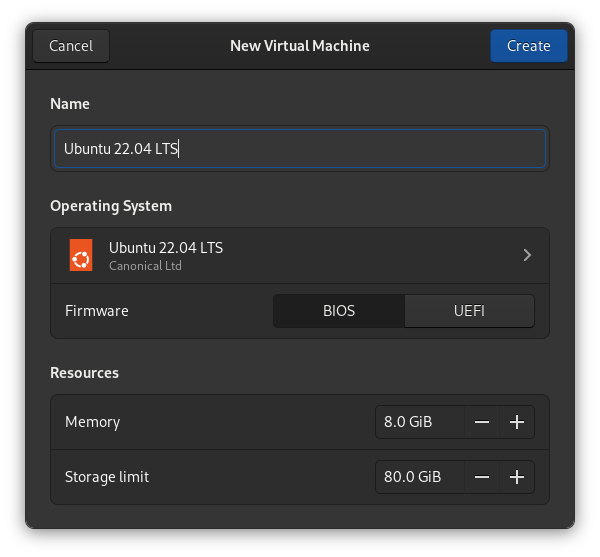 Cancel New Virtual Machine Create
Name
Ubuntu 22.04 LTS
Operating System
Ubuntu 22.04 LTS
Canonical Ltd
Firmware BIOS UEFI
Resources
Memory 8.0 GiB − +
Storage limit 80.0 GiB − +